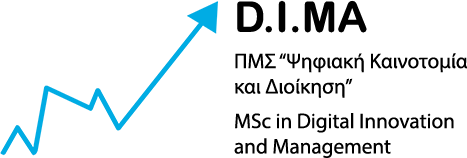 D.I.MA
ΠΜΣ “Ψηφιακή Καινοτομία
και Διοίκηση”
MSc in Digital Innovation
and Management